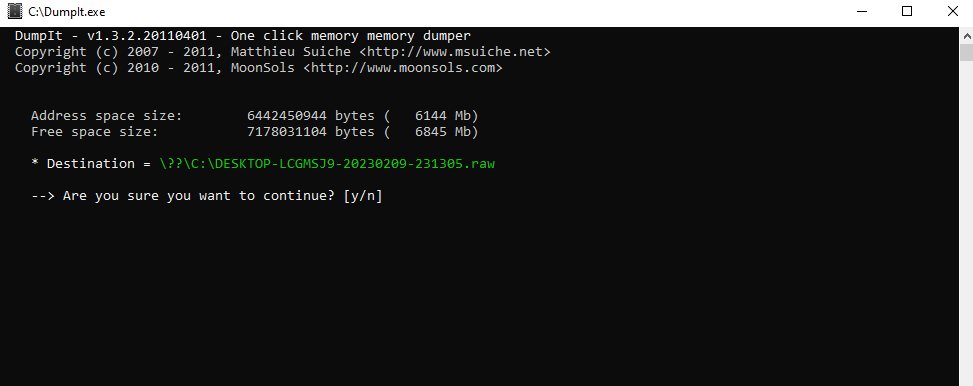 C:\DumpIt.exe
DumpIt - v1.3.2.20110401 - One click memory memory dumper
Copyright (c) 2007 - 2011, Matthieu Suiche <http://www.msuiche.net>
Copyright (c) 2010 - 2011, MoonSols <http://www.moonsols.com>
Address space size:        6442450944 bytes (   6144 Mb)
Free space size:           7178031104 bytes (   6845 Mb)
* Destination = \??\C:\DESKTOP-LCGMSJ9-20230209-231305.raw
--> Are you sure you want to continue? [y/n]